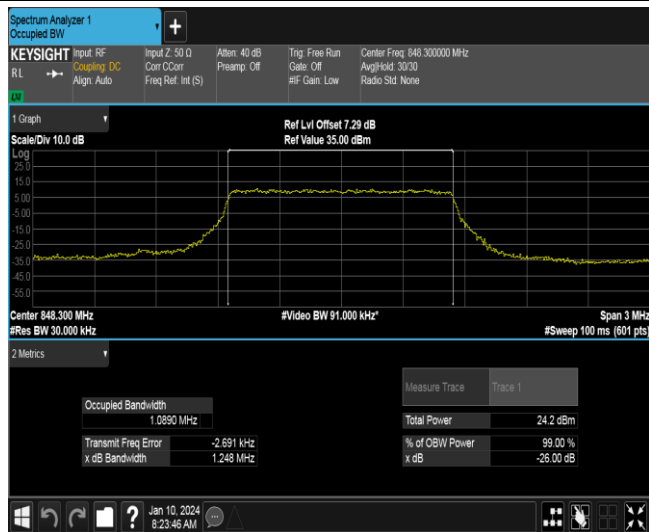 Spectrum Analyzer 1
Occupied BW
+
KEYSIGHT
RL
Input: RF
Coupling: DC
Align: Auto
Input Z: 50 Ω
Corr CCorr
Freq Ref: Int (S)
Atten: 40 dB
Preamp: Off
Trig: Free Run
Gate: Off
#IF Gain: Low
Center Freq: 848.300000 MHz
Avg|Hold: 30/30
Radio Std: None
1 Graph
Scale/Div 10.0 dB
Ref Lvl Offset 7.29 dB
Ref Value 35.00 dBm
Log
25.0
15.0
5.00
-5.00
-15.0
-25.0
-35.0
-45.0
-55.0
Center 848.300 MHz
#Video BW 91.000 kHz*
Span 3 MHz
#Res BW 30.000 kHz
#Sweep 100 ms (601 pts)
2 Metrics
Measure Trace
Trace 1
Occupied Bandwidth
1.0890 MHz
Total Power
24.2 dBm
Transmit Freq Error
-2.691 kHz
% of OBW Power
99.00 %
x dB Bandwidth
1.248 MHz
x dB
-26.00 dB
?
Jan 10, 2024
8:23:46 AM